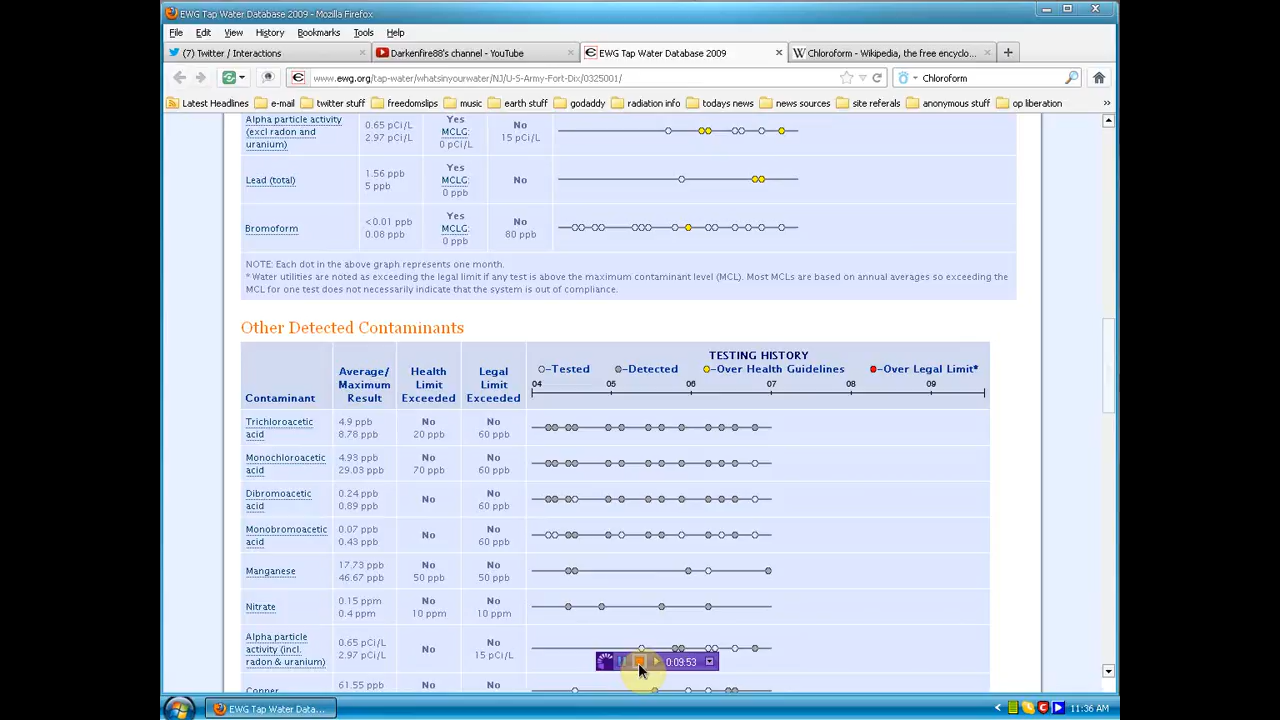 EWG Tap Water Database 2009 - Mozilla Firefox
File Edit View History Bookmarks Tools Help
(7) Twitter / Interactions × Darkenfire88's channel - YouTube × EWG Tap Water Database 2009 × Chloroform - Wikipedia, the free encyclo... × +
www.ewg.org/tap-water/whatsinyourwater/NJ/U-S-Army-Fort-Dix/0325001/ Chloroform
Latest Headlines e-mail twitter stuff freedomslips music earth stuff godaddy radiation info todays news news sources site referals anonymous stuff op liberation »
Alpha particle activity (excl radon and uranium) 0.65 pCi/L 2.97 pCi/L Yes MCLG: 0 pCi/L No 15 pCi/L
Lead (total) 1.56 ppb 5 ppb Yes MCLG: 0 ppb No
Bromoform <0.01 ppb 0.08 ppb Yes MCLG: 0 ppb No 80 ppb
NOTE: Each dot in the above graph represents one month.
* Water utilities are noted as exceeding the legal limit if any test is above the maximum contaminant level (MCL). Most MCLs are based on annual averages so exceeding the
MCL for one test does not necessarily indicate that the system is out of compliance.
Other Detected Contaminants
Contaminant Average/ Maximum Result Health Limit Exceeded Legal Limit Exceeded TESTING HISTORY
-Tested -Detected -Over Health Guidelines -Over Legal Limit*
04 05 06 07 08 09
Trichloroacetic acid 4.9 ppb 8.78 ppb No 20 ppb No 60 ppb
Monochloroacetic acid 4.93 ppb 29.03 ppb No 70 ppb No 60 ppb
Dibromoacetic acid 0.24 ppb 0.89 ppb No No 60 ppb
Monobromoacetic acid 0.07 ppb 0.43 ppb No No 60 ppb
Manganese 17.73 ppb 46.67 ppb No 50 ppb No 50 ppb
Nitrate 0.15 ppm 0.4 ppm No 10 ppm No 10 ppm
Alpha particle activity (incl. radon & uranium) 0.65 pCi/L 2.97 pCi/L No No 15 pCi/L
0:09:53
Copper 61.55 ppb No No
EWG Tap Water Data... 11:36 AM